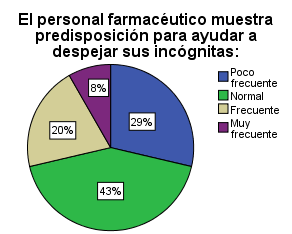 El personal farmacéutico muestra
predisposición para ayudar a
despejar sus incógnitas:
Poco
frecuente
Normal
Frecuente
Muy
frecuente
8%
29%
20%
43%